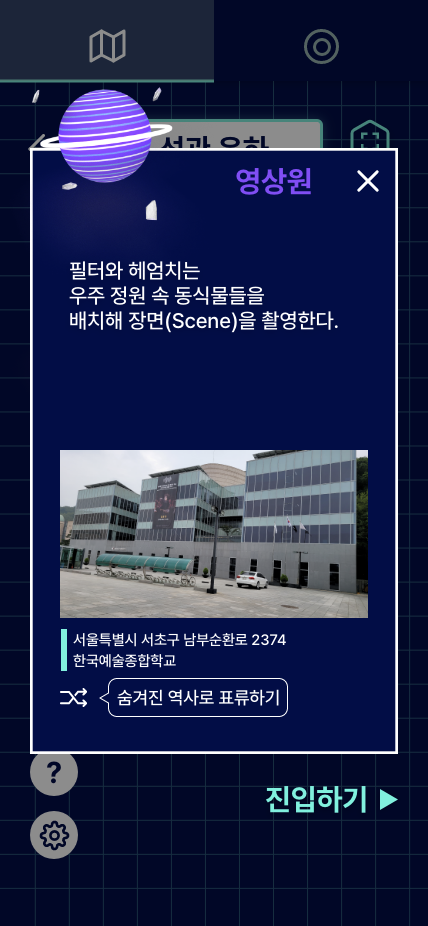 영상원
필터와 헤엄치는
우주 정원 속 동식물들을
배치해 장면(Scene)을 촬영한다.
서울특별시 서초구 남부순환로 2374
한국예술종합학교
숨겨진 역사로 표류하기
?
진입하기